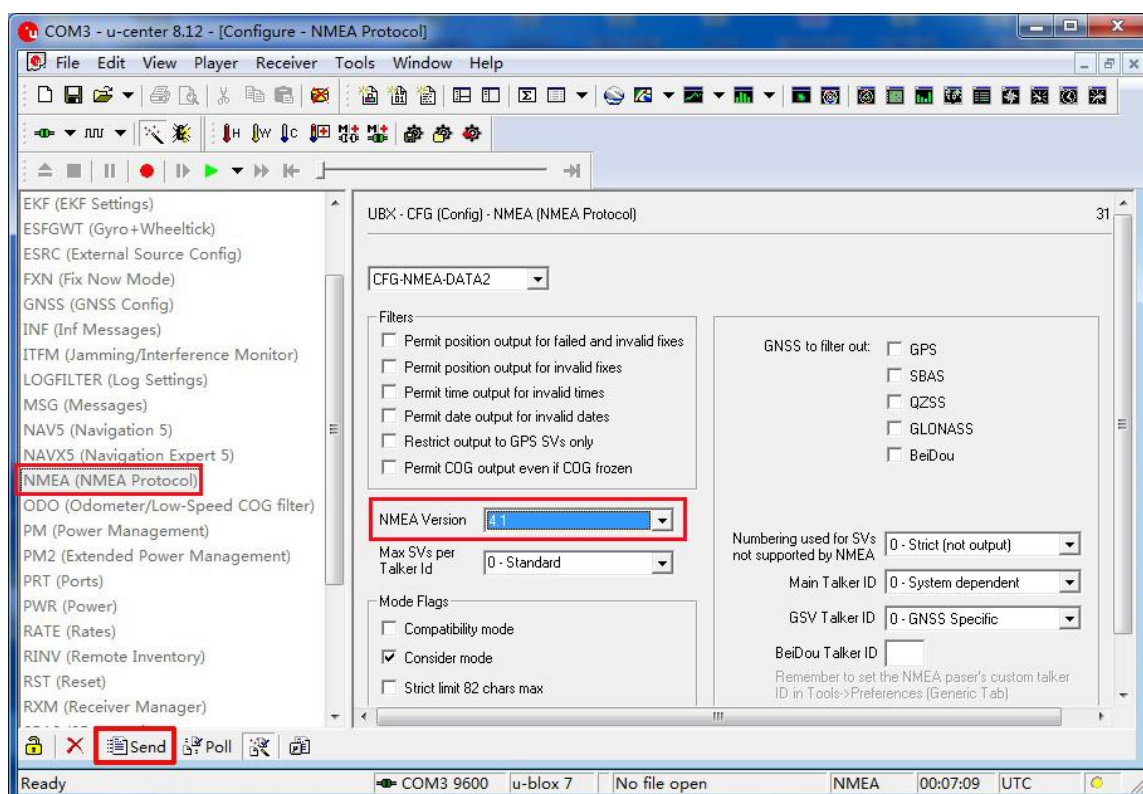 COM3 - u-center 8.12 - [Configure - NMEA Protocol]
File Edit View Player Receiver Tools Window Help
EKF (EKF Settings)
ESFGWT (Gyro+Wheeltick)
ESRC (External Source Config)
FXN (Fix Now Mode)
GNSS (GNSS Config)
INF (Inf Messages)
ITFM (Jamming/Interference Monitor)
LOGFILTER (Log Settings)
MSG (Messages)
NAV5 (Navigation 5)
NAVX5 (Navigation Expert 5)
NMEA (NMEA Protocol)
ODO (Odometer/Low-Speed COG filter)
PM (Power Management)
PM2 (Extended Power Management)
PRT (Ports)
PWR (Power)
RATE (Rates)
RINV (Remote Inventory)
RST (Reset)
RXM (Receiver Manager)
UBX - CFG (Config) - NMEA (NMEA Protocol) 31
CFG-NMEA-DATA2
Filters
Permit position output for failed and invalid fixes
Permit position output for invalid fixes
Permit time output for invalid times
Permit date output for invalid dates
Restrict output to GPS SVs only
Permit COG output even if COG frozen
NMEA Version 4.1
Max SVs per
Talker Id
0 - Standard
Mode Flags
Compatibility mode
Consider mode
Strict limit 82 chars max
GNSS to filter out: GPS
SBAS
QZSS
GLONASS
BeiDou
Numbering used for SVs
not supported by NMEA
0 - Strict (not output)
Main Talker ID 0 - System dependent
GSV Talker ID 0 - GNSS Specific
BeiDou Talker ID
Remember to set the NMEA paser's custom talker
ID in Tools->Preferences (Generic Tab)
Send Poll
Ready COM3 9600 u-blox 7 No file open NMEA 00:07:09 UTC